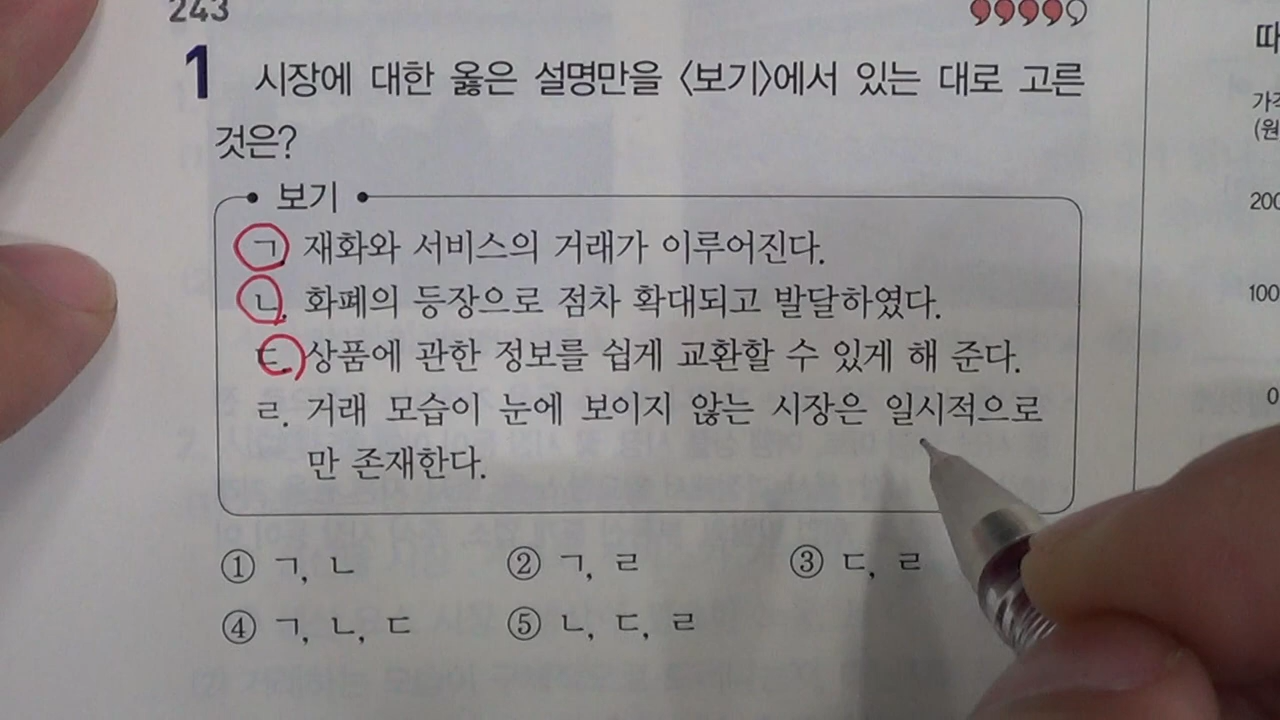 243
1 시장에 대한 옳은 설명만을 〈보기〉에서 있는 대로 고른
것은?
보기
ㄱ. 재화와 서비스의 거래가 이루어진다.
ㄴ. 화폐의 등장으로 점차 확대되고 발달하였다.
ㄷ. 상품에 관한 정보를 쉽게 교환할 수 있게 해 준다.
ㄹ. 거래 모습이 눈에 보이지 않는 시장은 일시적으로
만 존재한다.
① ㄱ, ㄴ ② ㄱ, ㄹ ③ ㄷ, ㄹ
④ ㄱ, ㄴ, ㄷ ⑤ ㄴ, ㄷ, ㄹ
(원
200
100
0